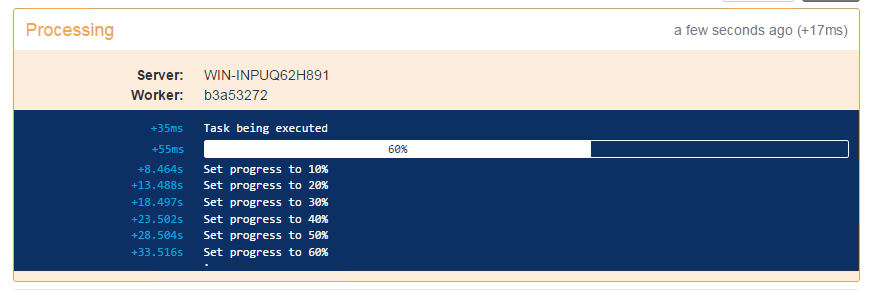 Processing a few seconds ago (+17ms)
Server: WIN-INPUQ62H891
Worker: b3a53272
+35ms Task being executed
+55ms 60%
+8.464s Set progress to 10%
+13.488s Set progress to 20%
+18.497s Set progress to 30%
+23.502s Set progress to 40%
+28.504s Set progress to 50%
+33.516s Set progress to 60%
.